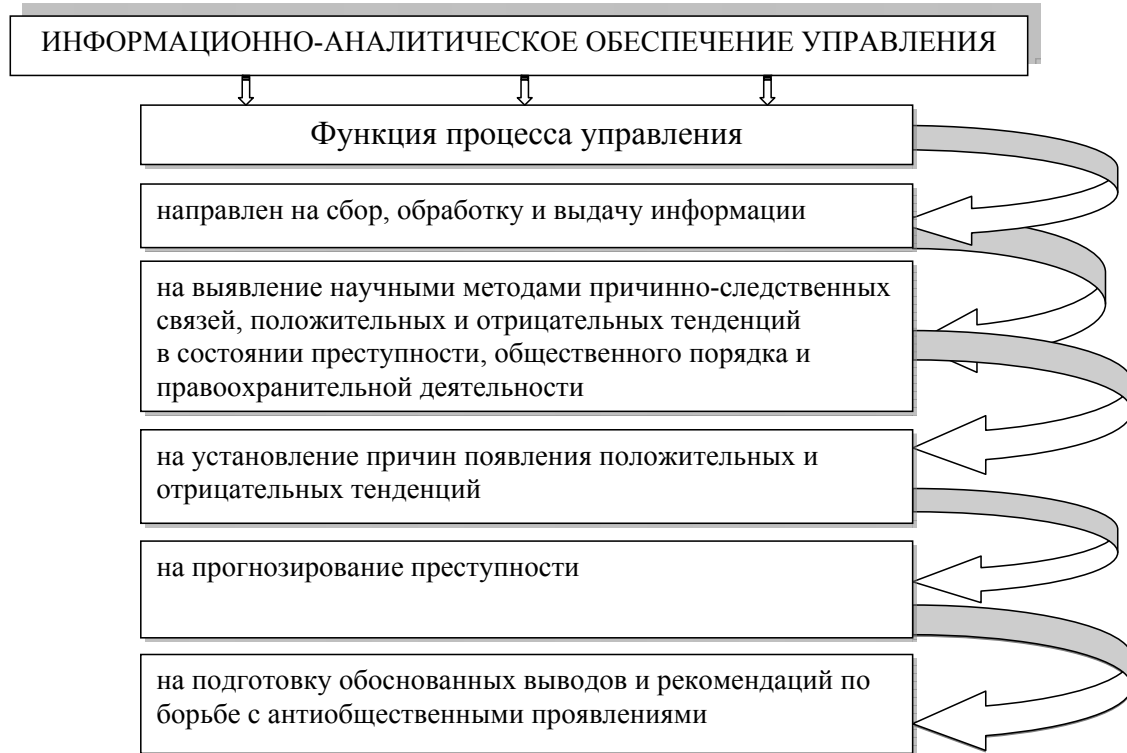 ИНФОРМАЦИОННО-АНАЛИТИЧЕСКОЕ ОБЕСПЕЧЕНИЕ УПРАВЛЕНИЯ
Функция процесса управления
направлен на сбор, обработку и выдачу информации
на выявление научными методами причинно-следственных
связей, положительных и отрицательных тенденций
в состоянии преступности, общественного порядка и
правоохранительной деятельности
на установление причин появления положительных и
отрицательных тенденций
на прогнозирование преступности
на подготовку обоснованных выводов и рекомендаций по
борьбе с антиобщественными проявлениями